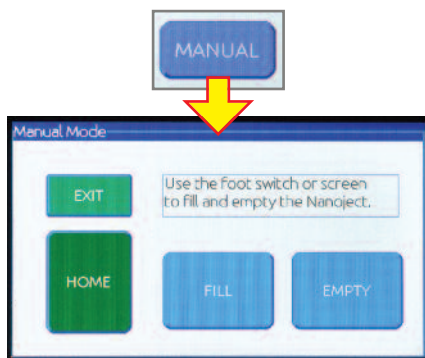 MANUAL
Manual Mode
EXIT
Use the foot switch or screen
to fill and empty the Nanoject.
HOME
FILL
EMPTY